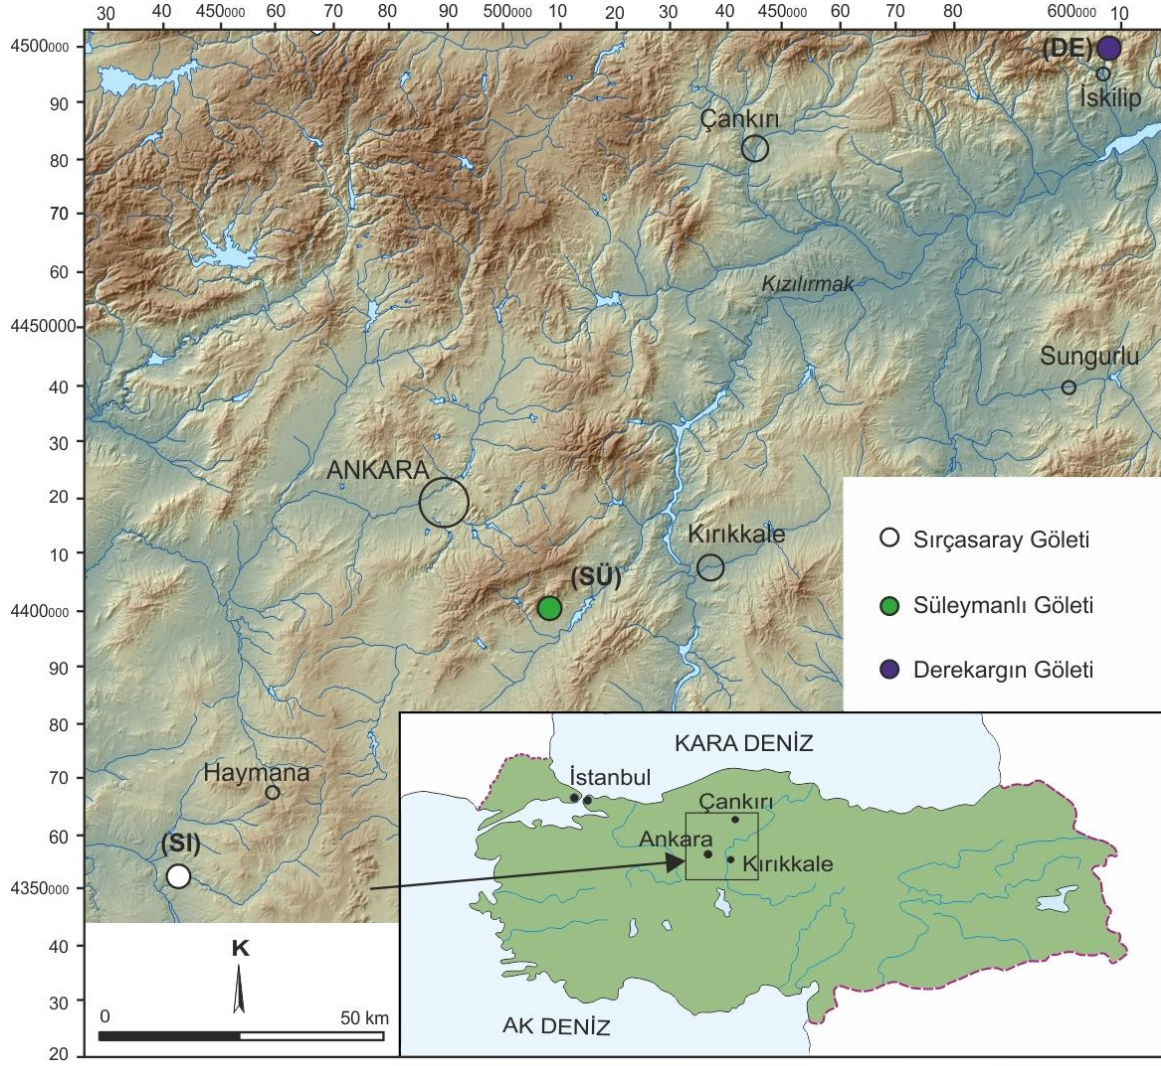 30 450000 60 70 80 90 500000 10 20 30 40 450000 60 70 80 600000 10
4500000
90
80
70
60
4450000
40
30
20
10
4400000
90
80
70
60
4350000
40
30
20
(DE)
İskilip
Çankırı
Kızılırmak
Sungurlu
ANKARA
Kırıkkale
(SÜ)
Haymana
(SI)
Sırçasaray Göleti
Süleymanlı Göleti
Derekargın Göleti
K
0 50 km
KARA DENİZ
İstanbul
Çankırı
Ankara
Kırıkkale
AK DENİZ